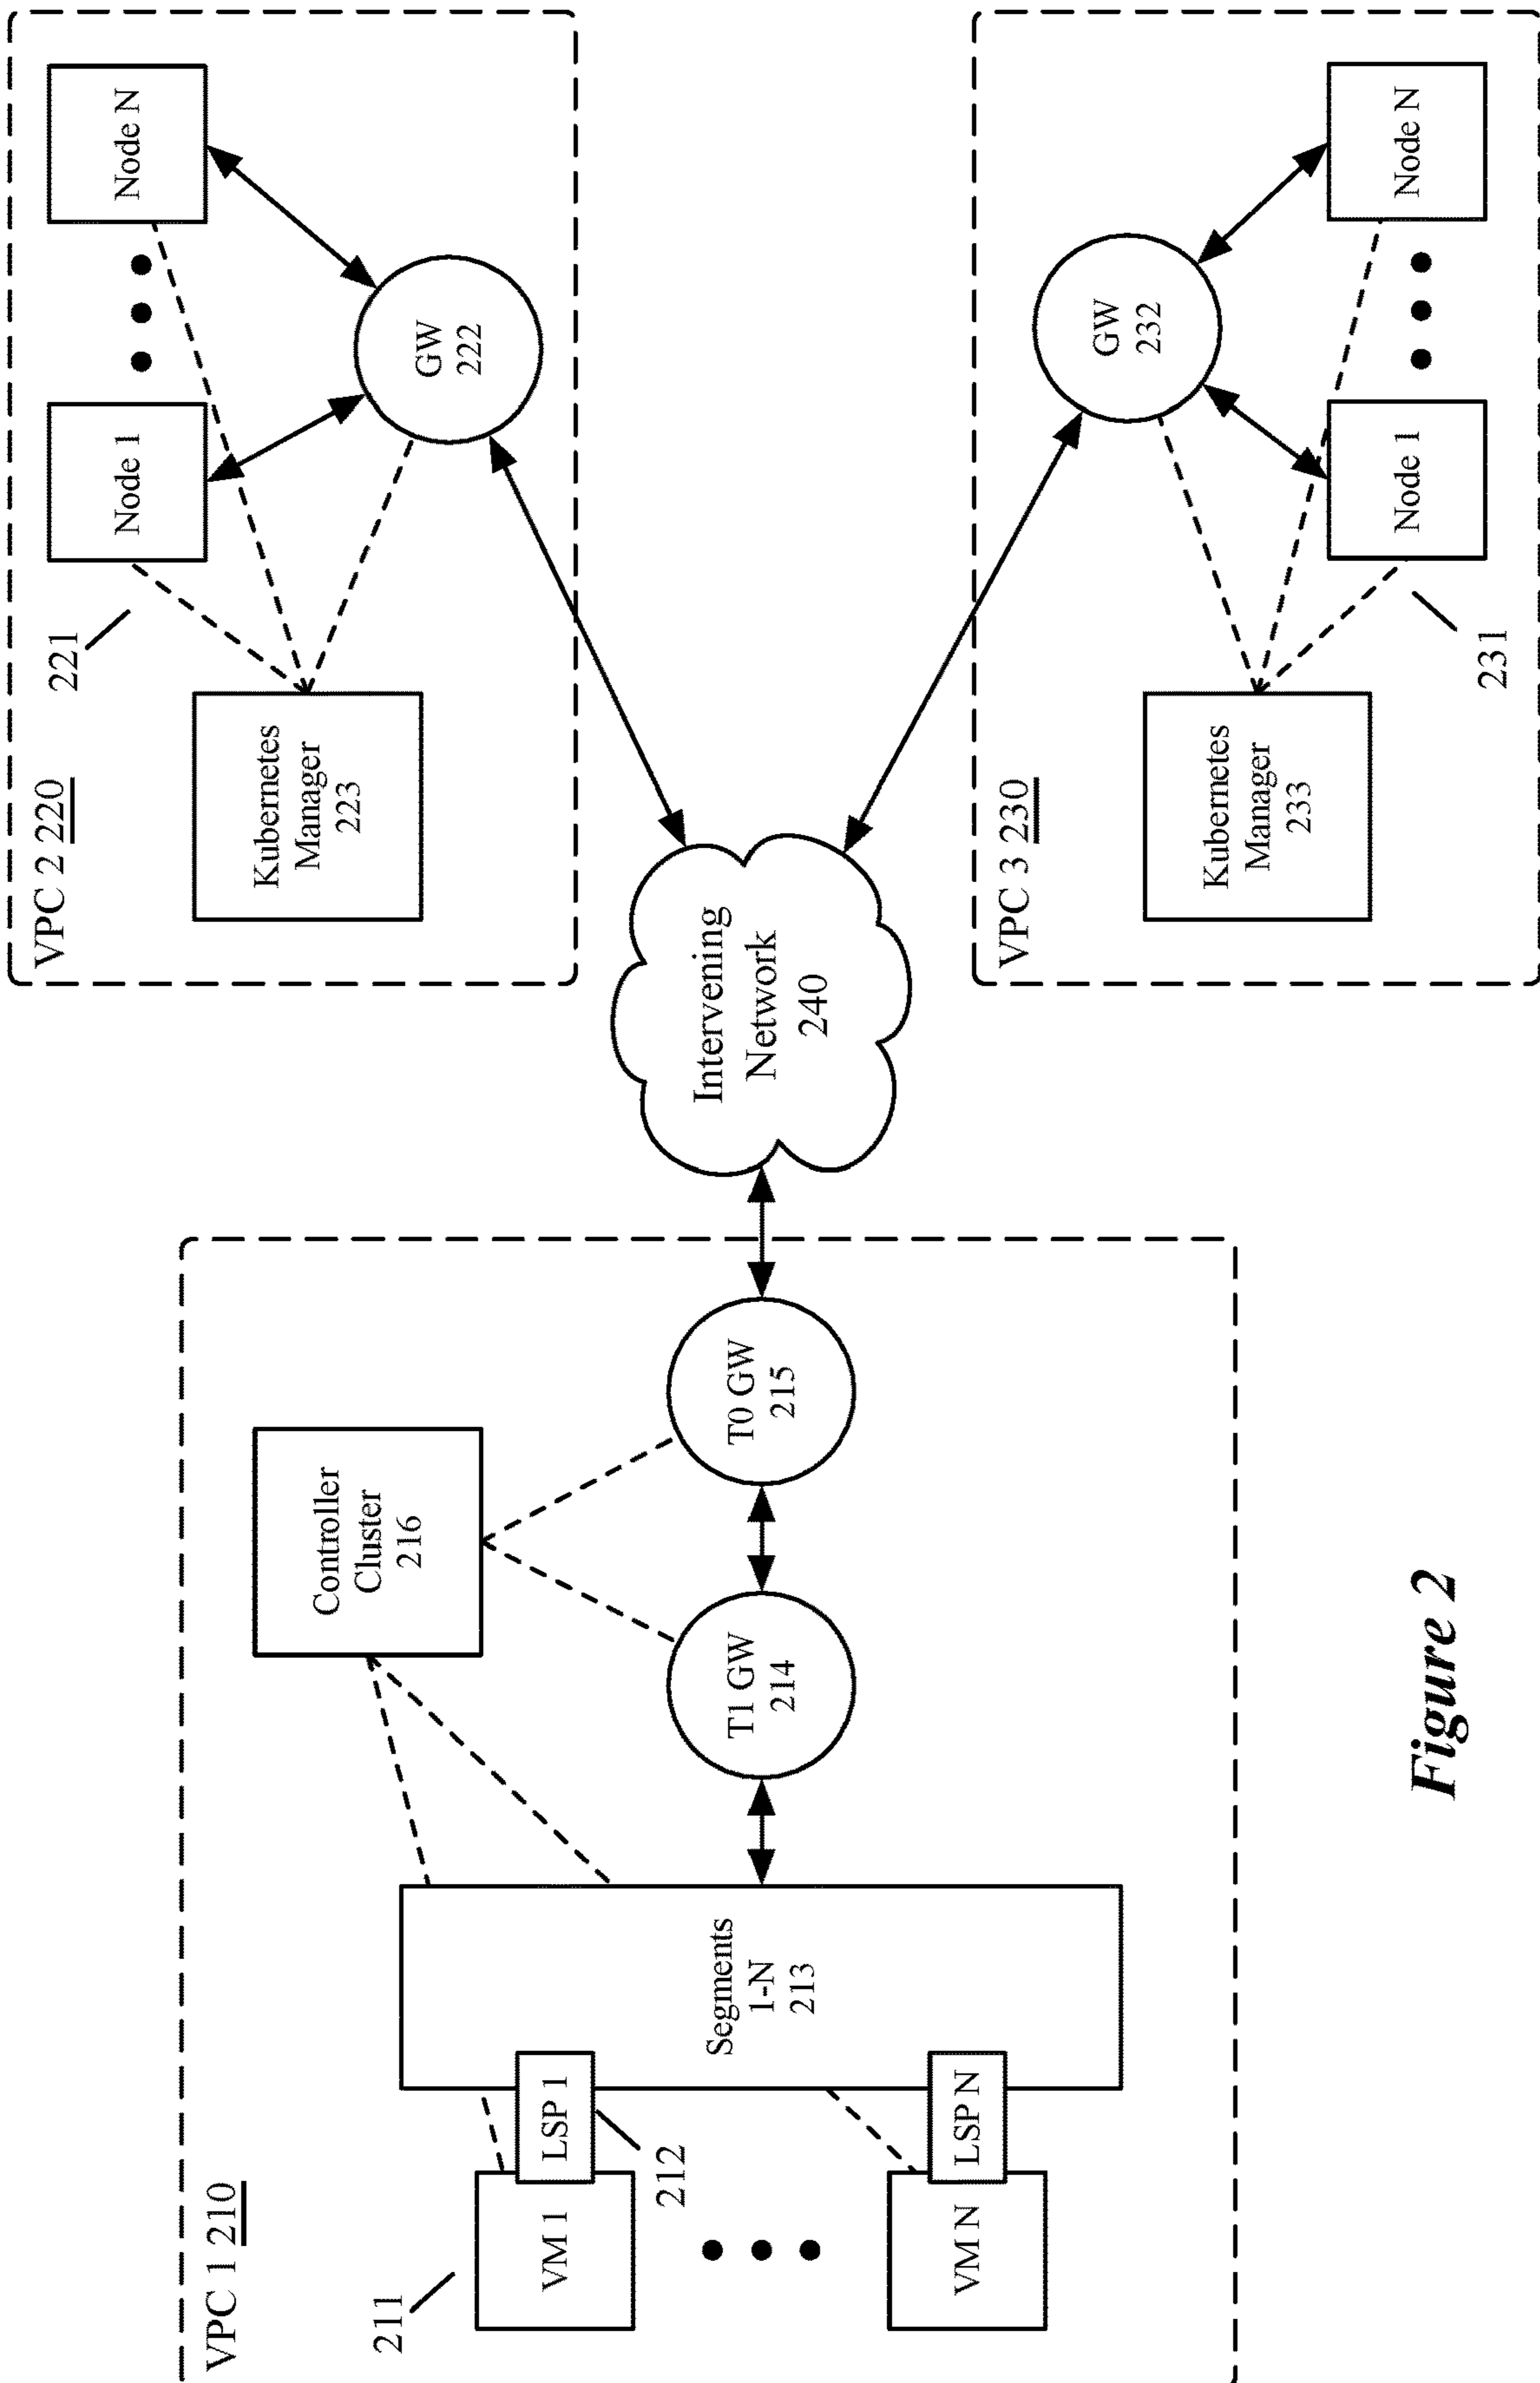 VPC 1 210
211
VM 1
LSP 1
212
VM N
LSP N
Segments
1-N
213
Controller
Cluster
216
T1 GW
214
T0 GW
215
Intervening
Network
240
VPC 2 220
Kubernetes
Manager
223
221
Node 1
Node N
GW
222
VPC 3 230
Kubernetes
Manager
233
231
GW
232
Node 1
Node N
Figure 2